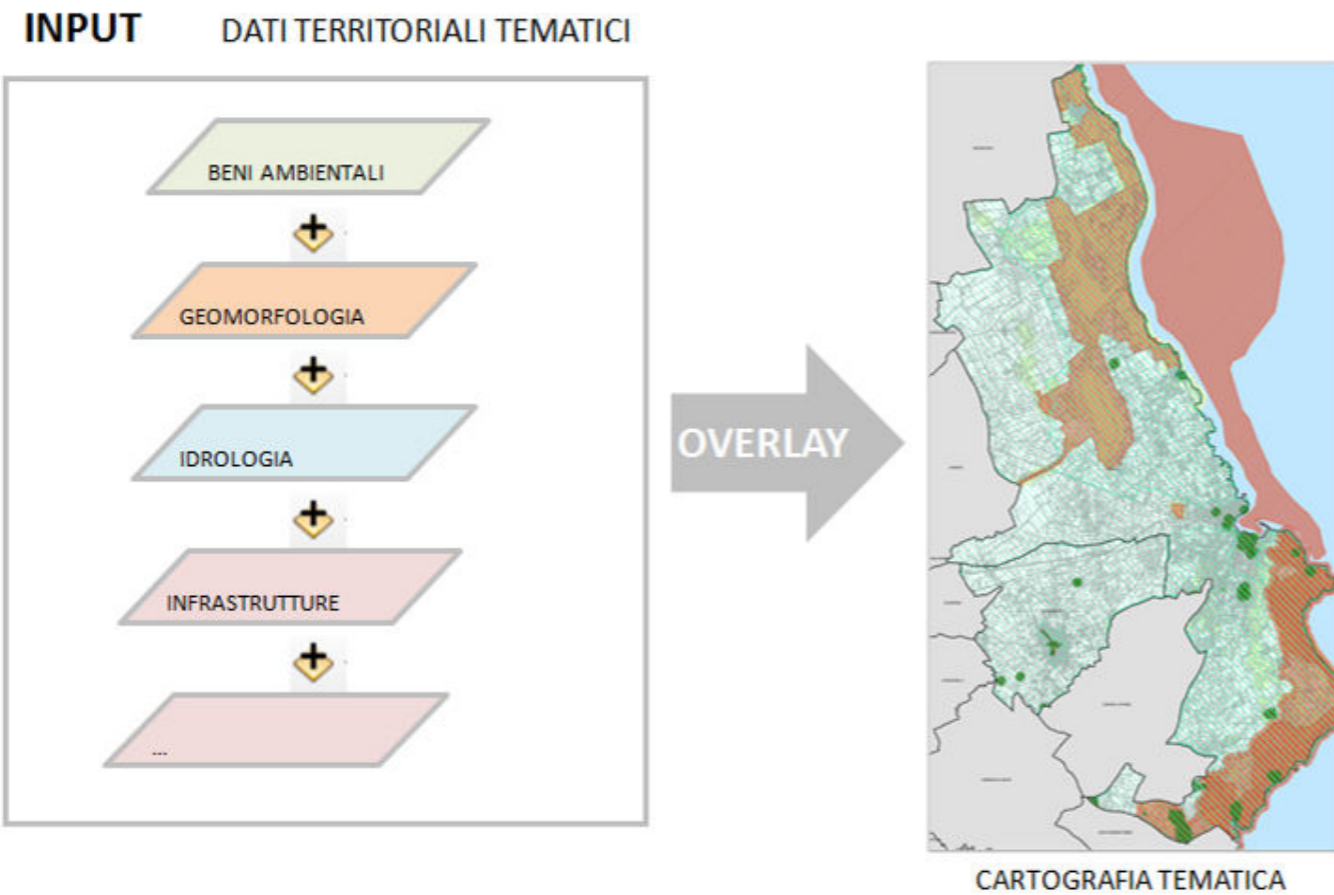 INPUT DATI TERRITORIALI TEMATICI
BENI AMBIENTALI
GEOMORFOLOGIA
IDROLOGIA
INFRASTRUTTURE
...
OVERLAY
CARTOGRAFIA TEMATICA